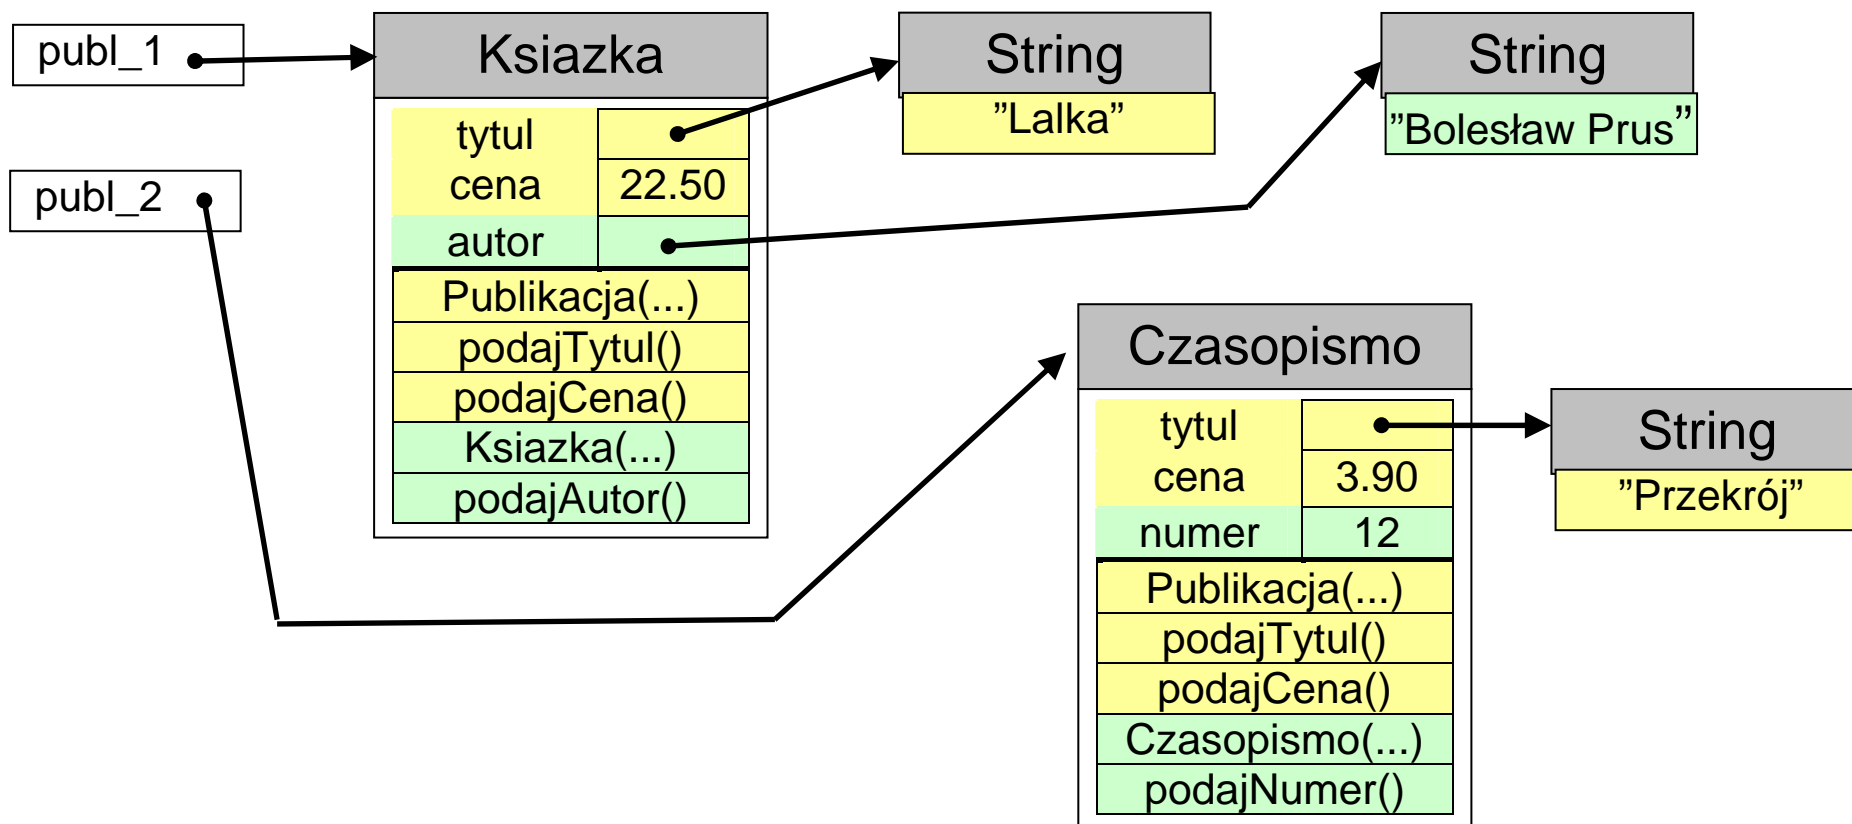 publ_1
publ_2
Ksiazka
tytul
cena 22.50
autor
Publikacja(...)
podajTytul()
podajCena()
Ksiazka(...)
podajAutor()
String
”Lalka”
String
”Bolesław Prus”
Czasopismo
tytul
cena 3.90
numer 12
Publikacja(...)
podajTytul()
podajCena()
Czasopismo(...)
podajNumer()
String
”Przekrój”